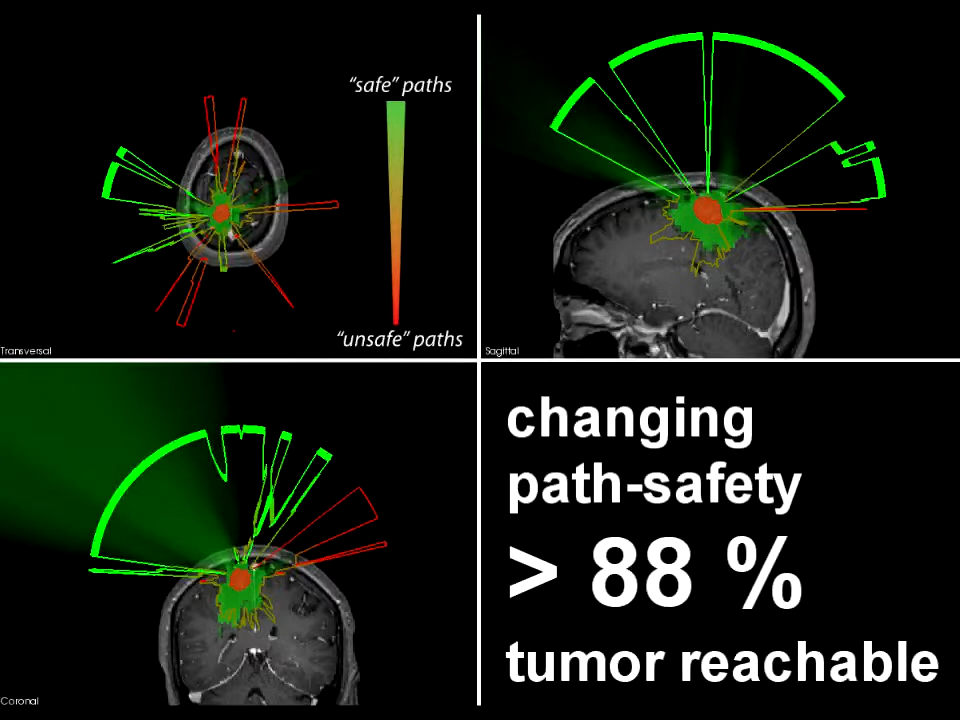 “safe” paths
“unsafe” paths
Transversal
Sagittal
Coronal
changing
path-safety
> 88 %
tumor reachable